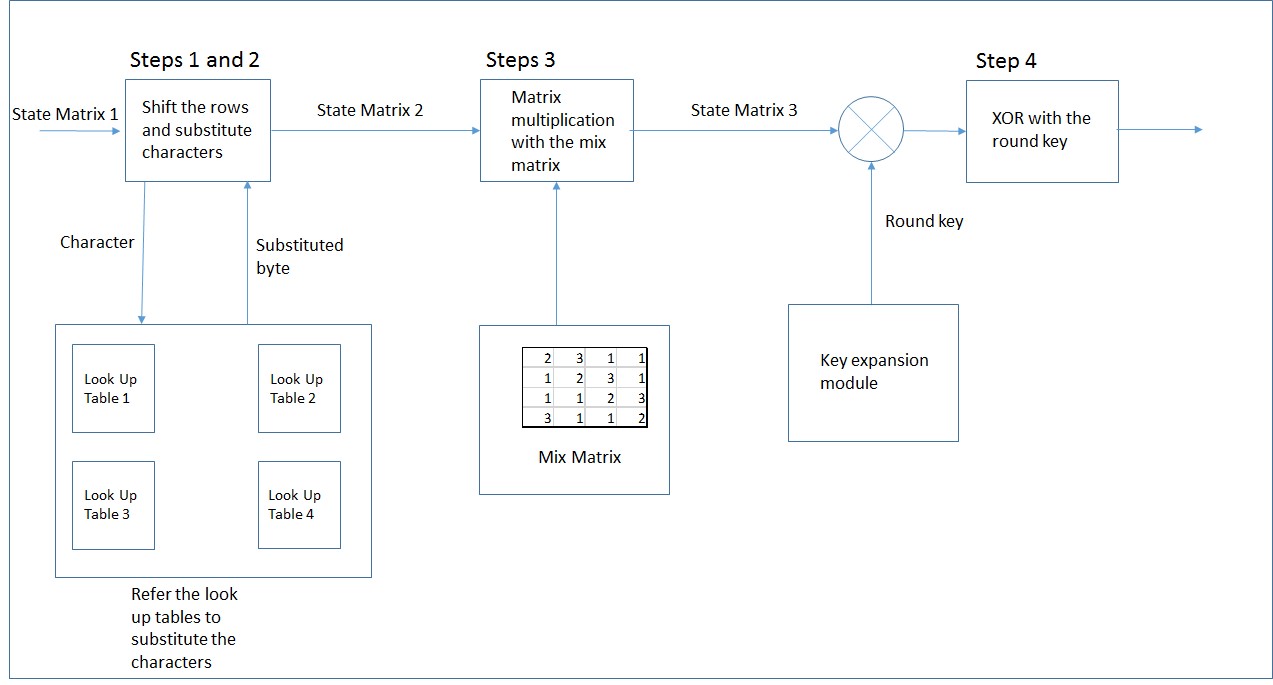 Steps 1 and 2
Steps 3
Step 4
State Matrix 1
Shift the rows
and substitute
characters
State Matrix 2
Matrix
multiplication
with the mix
matrix
State Matrix 3
XOR with the
round key
Character
Substituted
byte
Round key
Look Up
Table 1
Look Up
Table 2
Look Up
Table 3
Look Up
Table 4
Refer the look
up tables to
substitute the
characters
2 3 1 1
1 2 3 1
1 1 2 3
3 1 1 2
Mix Matrix
Key expansion
module